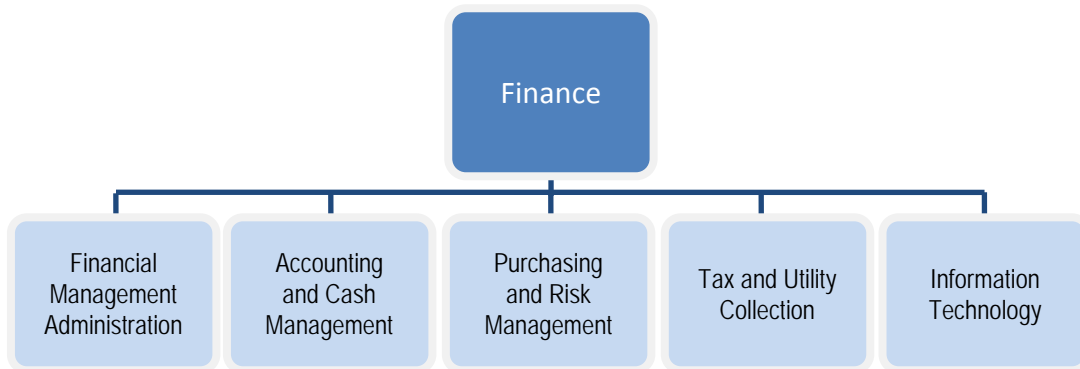 Finance
Financial
Management
Administration
Accounting
and Cash
Management
Purchasing
and Risk
Management
Tax and Utility
Collection
Information
Technology